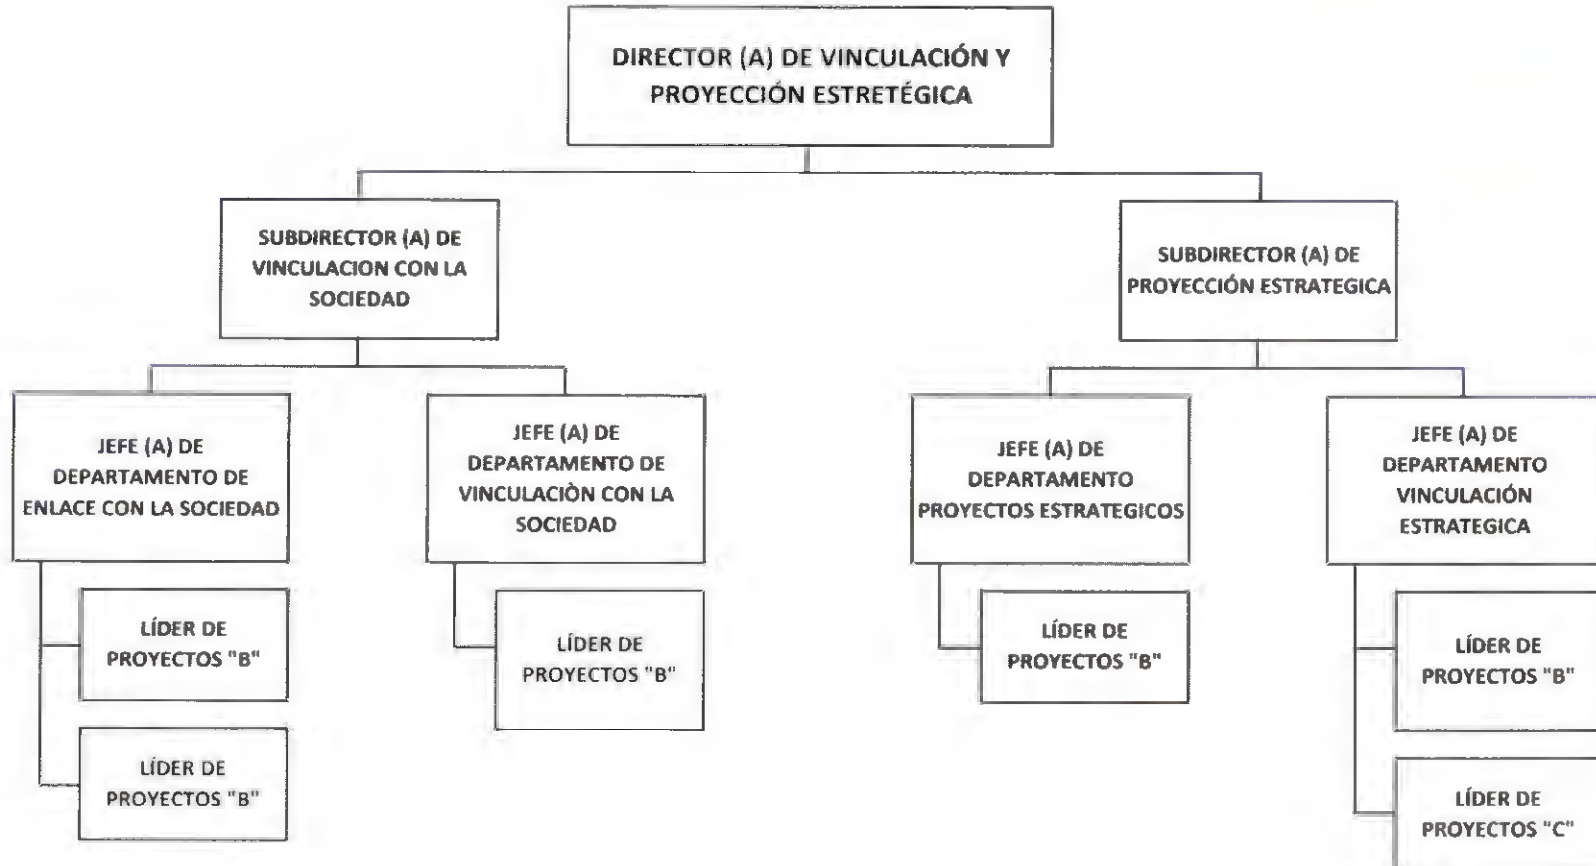 DIRECTOR (A) DE VINCULACIÓN Y
PROYECCIÓN ESTRETÉGICA
SUBDIRECTOR (A) DE
VINCULACION CON LA
SOCIEDAD
SUBDIRECTOR (A) DE
PROYECCIÓN ESTRATEGICA
JEFE (A) DE
DEPARTAMENTO DE
ENLACE CON LA SOCIEDAD
JEFE (A) DE
DEPARTAMENTO DE
VINCULACIÒN CON LA
SOCIEDAD
JEFE (A) DE
DEPARTAMENTO
PROYECTOS ESTRATEGICOS
JEFE (A) DE
DEPARTAMENTO
VINCULACIÓN
ESTRATEGICA
LÍDER DE
PROYECTOS "B"
LÍDER DE
PROYECTOS "B"
LÍDER DE
PROYECTOS "B"
LÍDER DE
PROYECTOS "B"
LÍDER DE
PROYECTOS "B"
LÍDER DE
PROYECTOS "C"